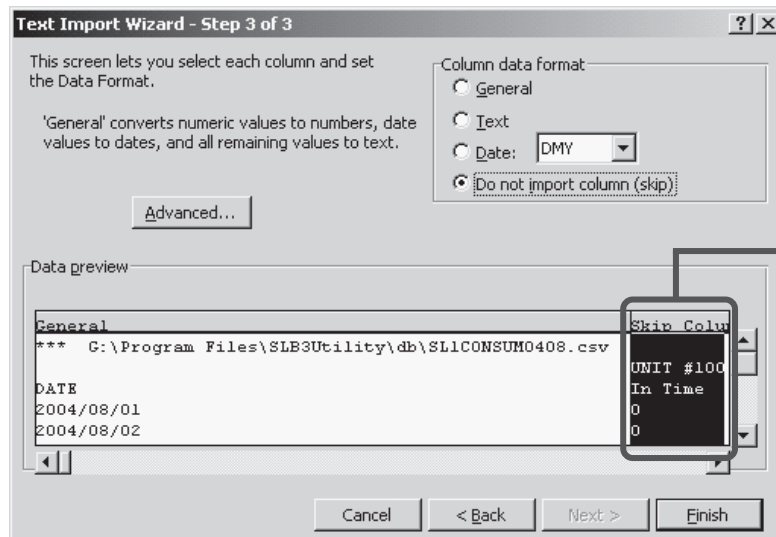 Text Import Wizard - Step 3 of 3
This screen lets you select each column and set
the Data Format.
'General' converts numeric values to numbers, date
values to dates, and all remaining values to text.
Advanced...
Column data format
General
Text
Date: DMY
Do not import column (skip)
Data preview
General Skip Colu
*** G:\Program Files\SLB3Utility\db\SL1CONSUM0408.csv
UNIT #100
DATE In Time
2004/08/01 0
2004/08/02 0
Cancel < Back Next > Finish